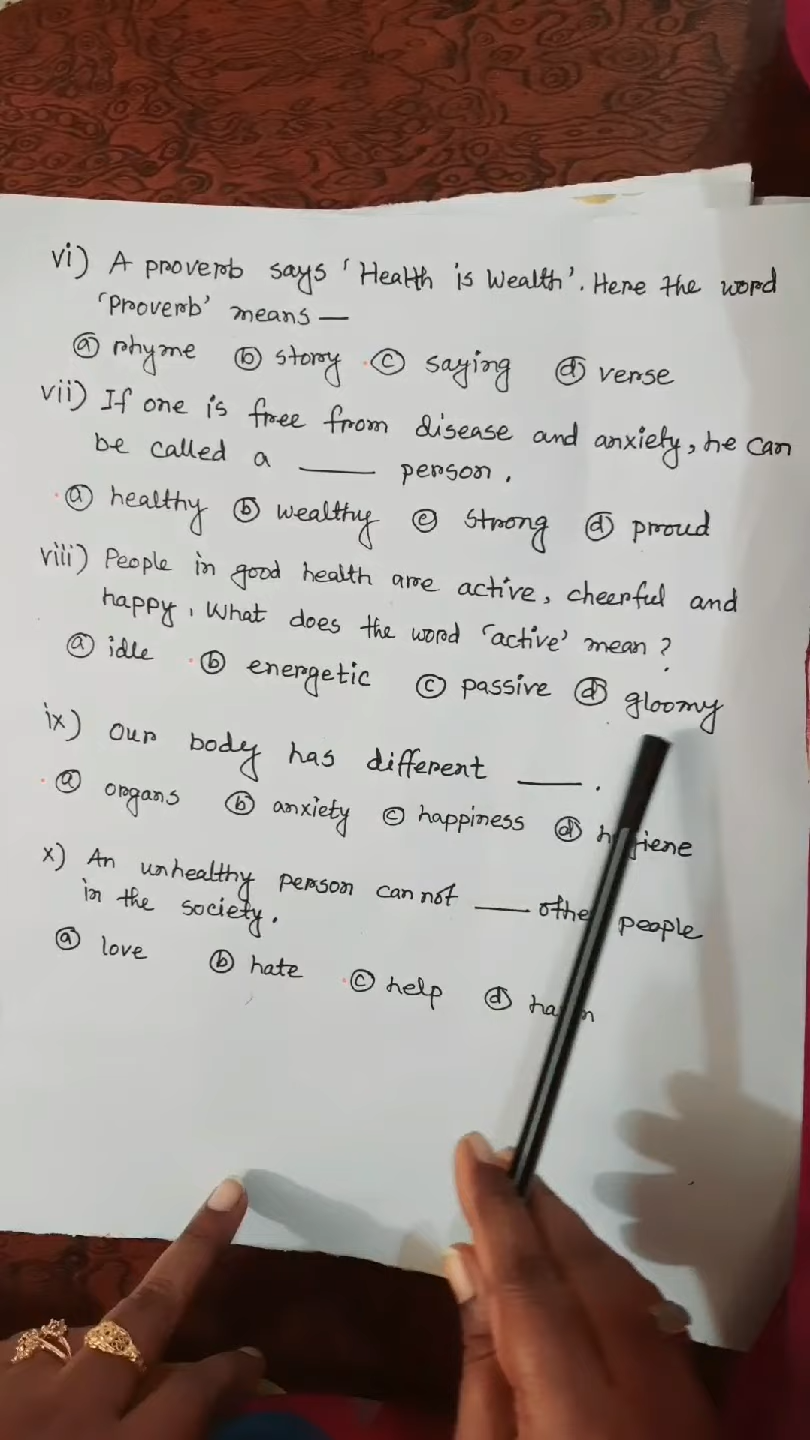 vi) A proverb says 'Health is Wealth'. Here the word
'Proverb' means —
ⓐ rhyme ⓑ story ⓒ saying ⓓ verse
vii) If one is free from disease and anxiety, he can
be called a ____ person.
ⓐ healthy ⓑ wealthy ⓒ strong ⓓ proud
viii) People in good health are active, cheerful and
happy. What does the word 'active' mean?
ⓐ idle ⓑ energetic ⓒ passive ⓓ gloomy
ix) Our body has different ____.
ⓐ organs ⓑ anxiety ⓒ happiness ⓓ hygiene
x) An unhealthy person can not ____ other people
in the society.
ⓐ love ⓑ hate ⓒ help ⓓ